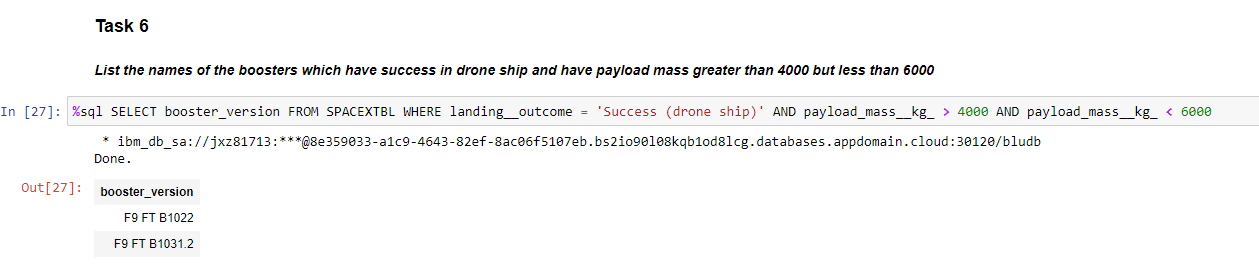 Task 6
List the names of the boosters which have success in drone ship and have payload mass greater than 4000 but less than 6000
In [27]: %sql SELECT booster_version FROM SPACEXTBL WHERE landing__outcome = 'Success (drone ship)' AND payload_mass__kg_ > 4000 AND payload_mass__kg_ < 6000
* ibm_db_sa://jxz81713:***@8e359033-a1c9-4643-82ef-8ac06f5107eb.bs2io90l08kqb1od8lcg.databases.appdomain.cloud:30120/bludb
Done.
Out[27]: booster_version
F9 FT B1022
F9 FT B1031.2